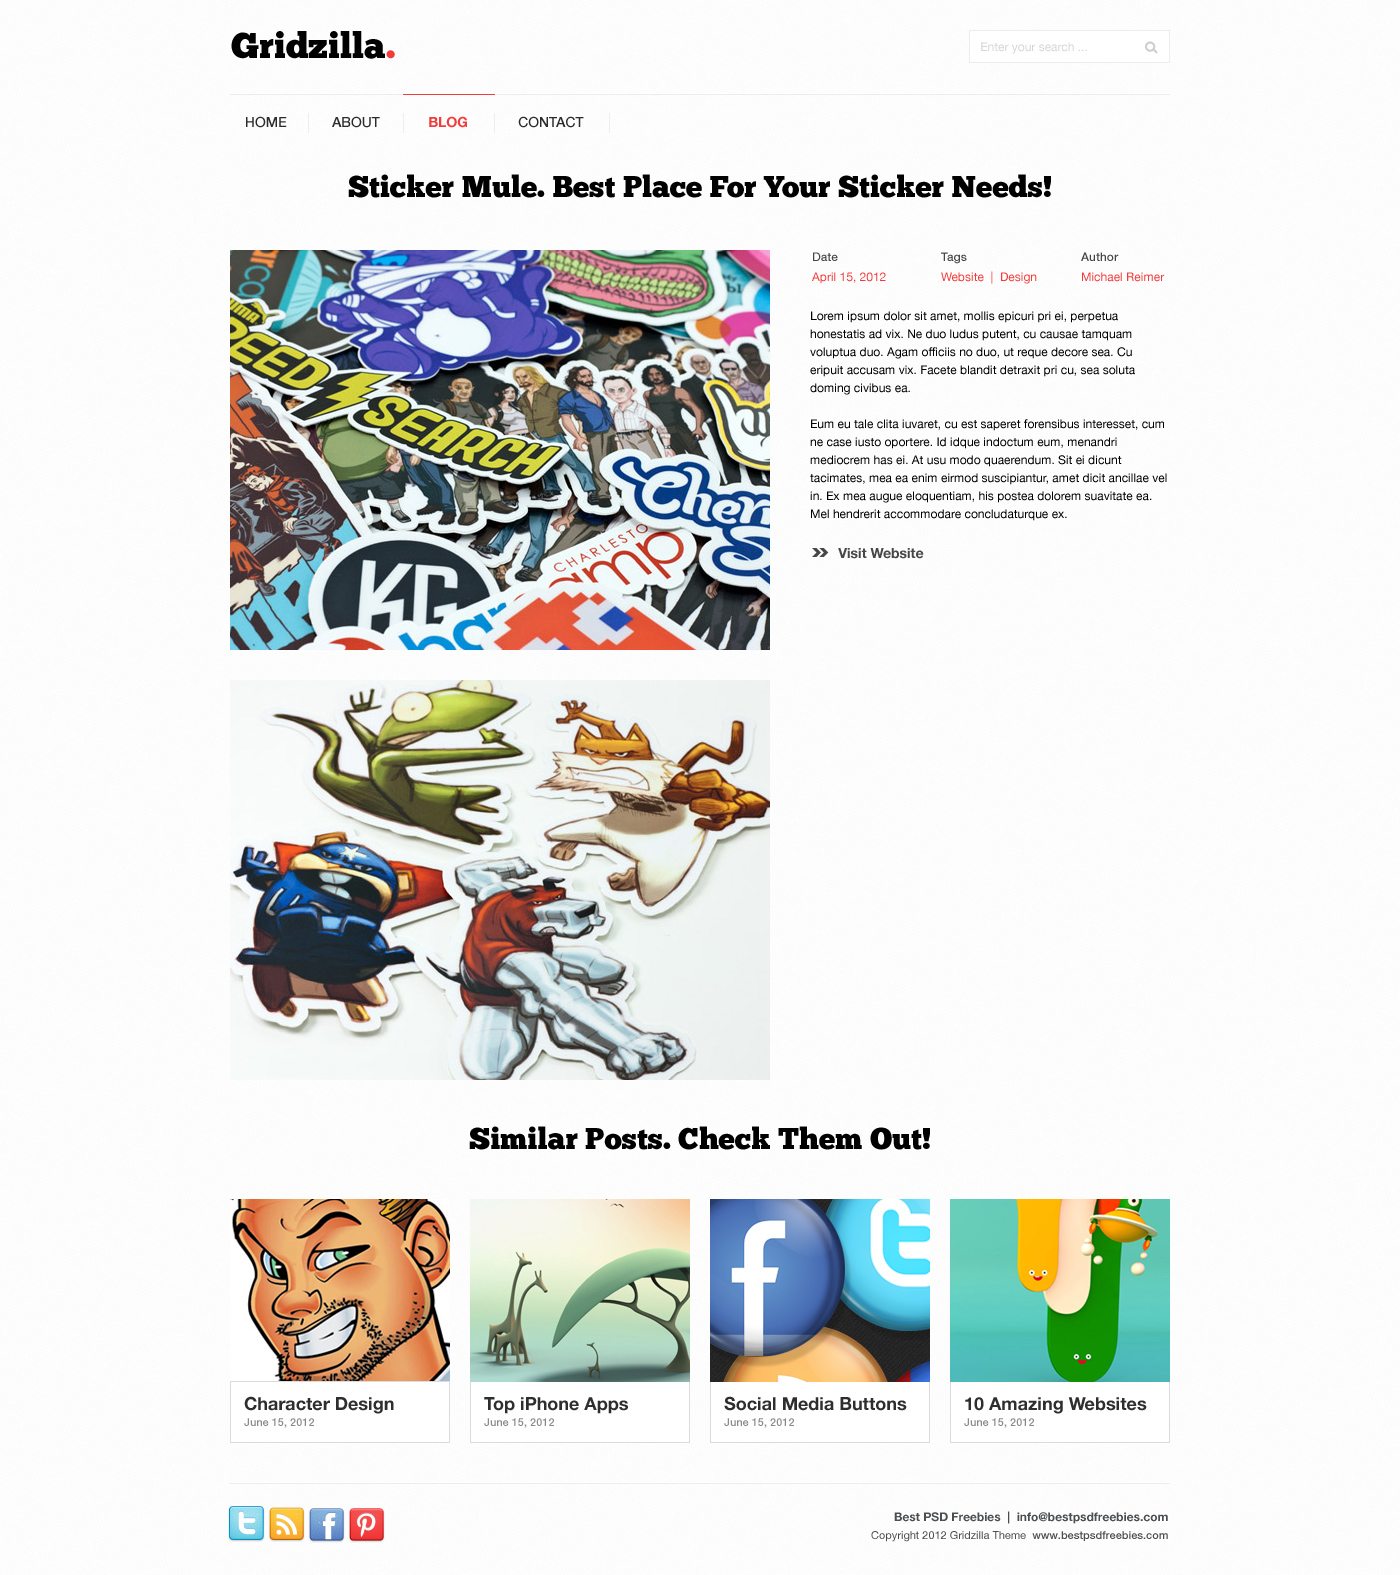 Gridzilla.
Enter your search ...
HOME
ABOUT
BLOG
CONTACT
Sticker Mule. Best Place For Your Sticker Needs!
EED
SEARCH
KG
CHARLESTO
amp
Cher
Date
Tags
Author
April 15, 2012
Website | Design
Michael Reimer
Lorem ipsum dolor sit amet, mollis epicuri pri ei, perpetua
honestatis ad vix. Ne duo ludus putent, cu causae tamquam
voluptua duo. Agam officiis no duo, ut reque decore sea. Cu
eripuit accusam vix. Facete blandit detraxit pri cu, sea soluta
doming civibus ea.
Eum eu tale clita iuvaret, cu est saperet forensibus interesset, cum
ne case iusto oportere. Id idque indoctum eum, menandri
mediocrem has ei. At usu modo quaerendum. Sit ei dicunt
tacimates, mea ea enim eirmod suscipiantur, amet dicit ancillae vel
in. Ex mea augue eloquentiam, his postea dolorem suavitate ea.
Mel hendrerit accommodare concludaturque ex.
Visit Website
Similar Posts. Check Them Out!
Character Design
June 15, 2012
Top iPhone Apps
June 15, 2012
Social Media Buttons
June 15, 2012
10 Amazing Websites
June 15, 2012
Best PSD Freebies | info@bestpsdfreebies.com
Copyright 2012 Gridzilla Theme www.bestpsdfreebies.com